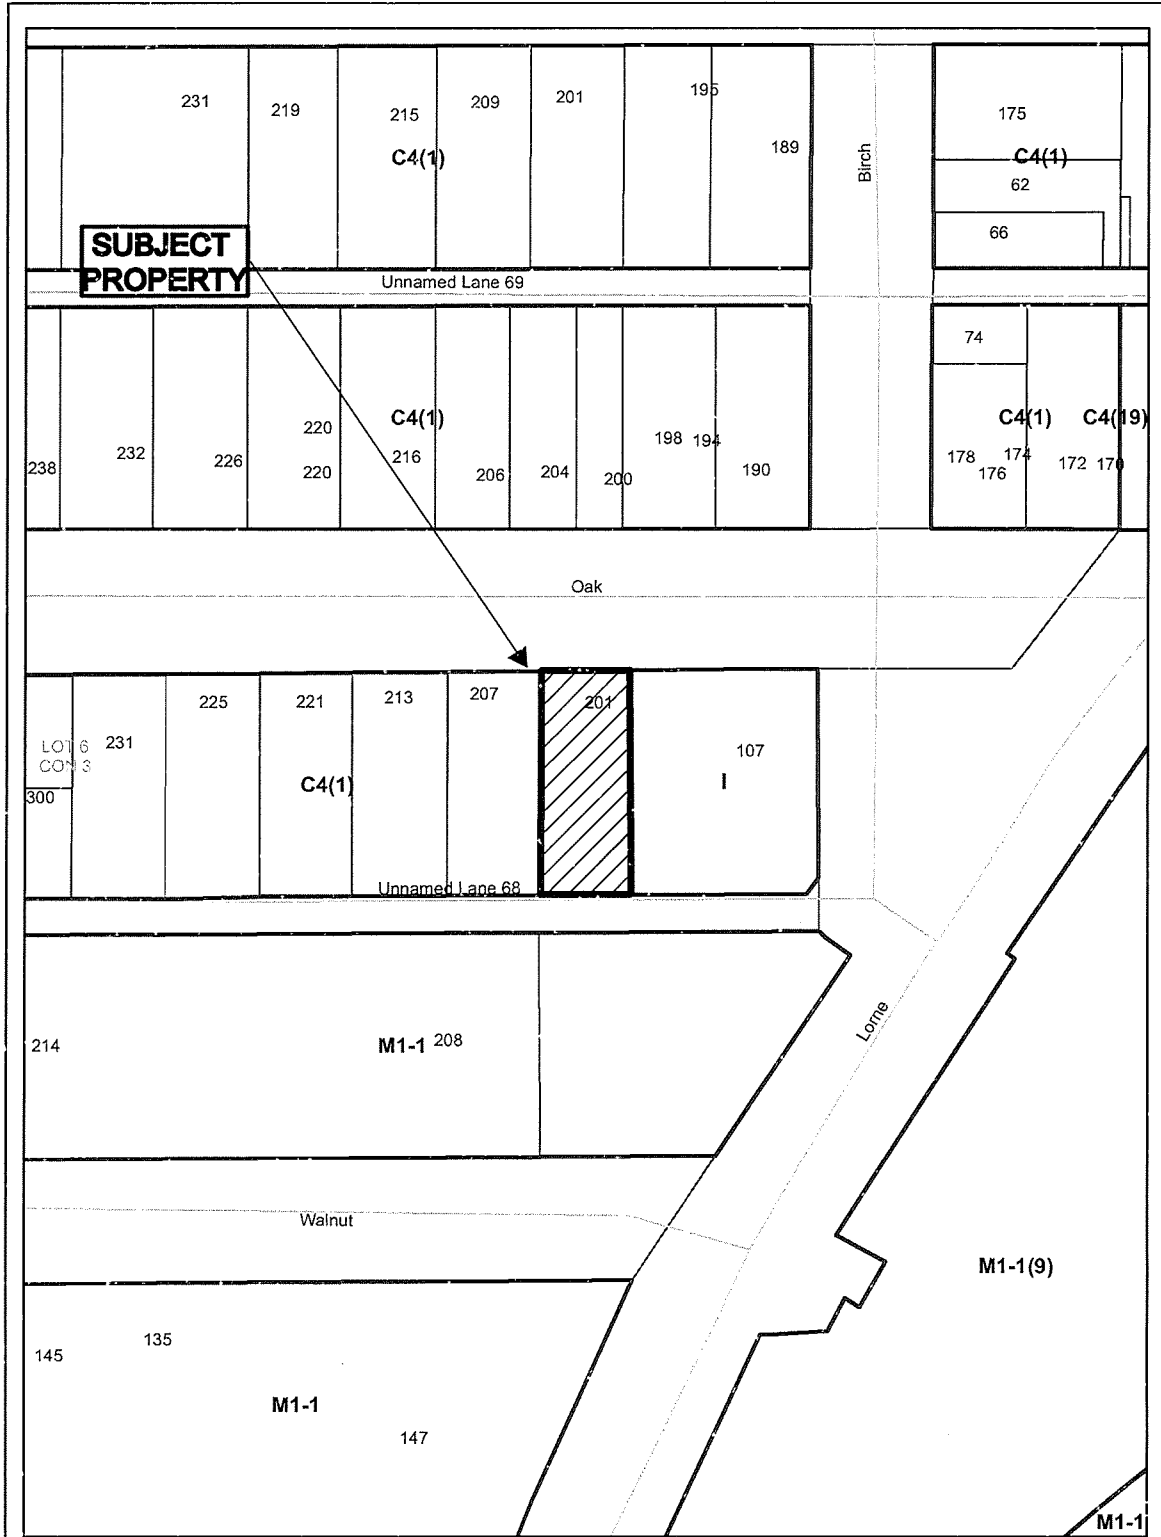 231
219
215
209
201
195
189
C4(1)
Birch
175
C4(1)
62
66
SUBJECT
PROPERTY
Unnamed Lane 69
74
C4(1)
C4(1)
C4(19)
238
232
226
220
220
216
206
204
200
198
194
190
178
176
174
172
170
Oak
225
221
213
207
201
LOT 6
CON 3
231
107
C4(1)
I
300
Unnamed Lane 68
Lorne
214
M1-1
208
Walnut
M1-1(9)
145
135
M1-1
147
M1-1